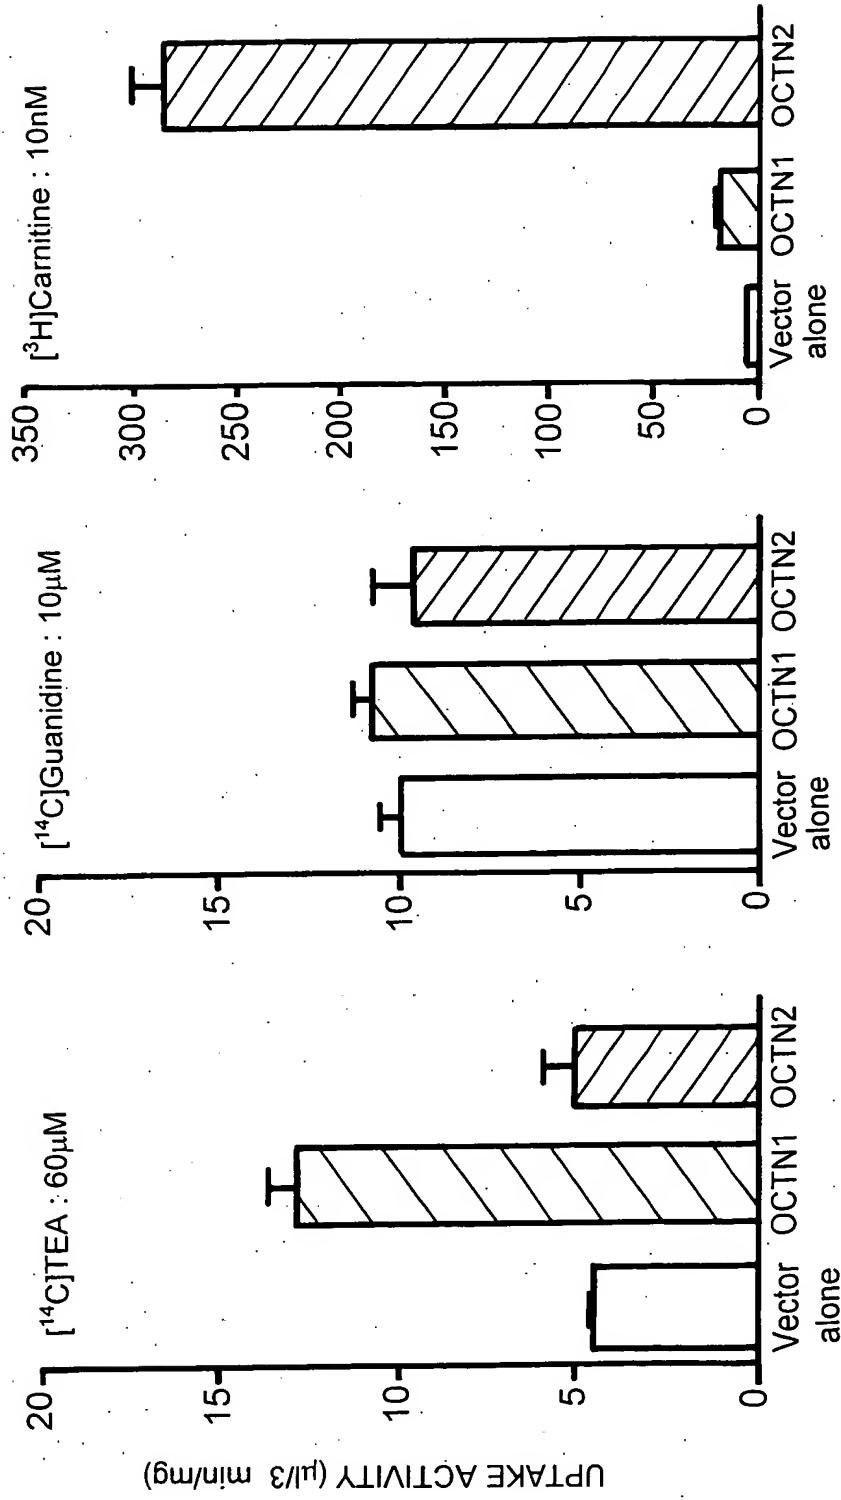 UPTAKE ACTIVITY (µl/3 min/mg)
[¹⁴C]TEA : 60µM
20
15
10
5
0
Vector alone
OCTN1
OCTN2
[¹⁴C]Guanidine : 10µM
20
15
10
5
0
Vector alone
OCTN1
OCTN2
[³H]Carnitine : 10nM
350
300
250
200
150
100
50
0
Vector alone
OCTN1
OCTN2